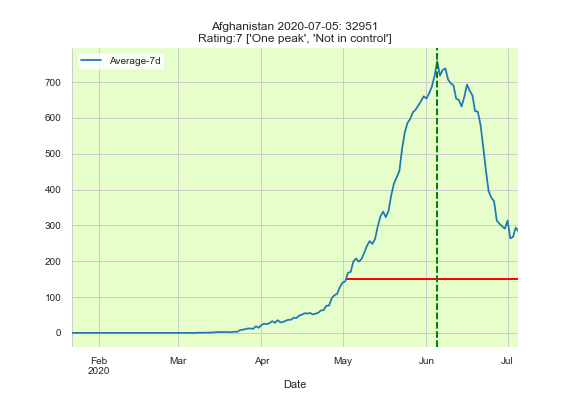 Afghanistan 2020-07-05: 32951
Rating:7 ['One peak', 'Not in control']
Average-7d
700
600
500
400
300
200
100
0
Feb
2020
Mar
Apr
May
Jun
Jul
Date